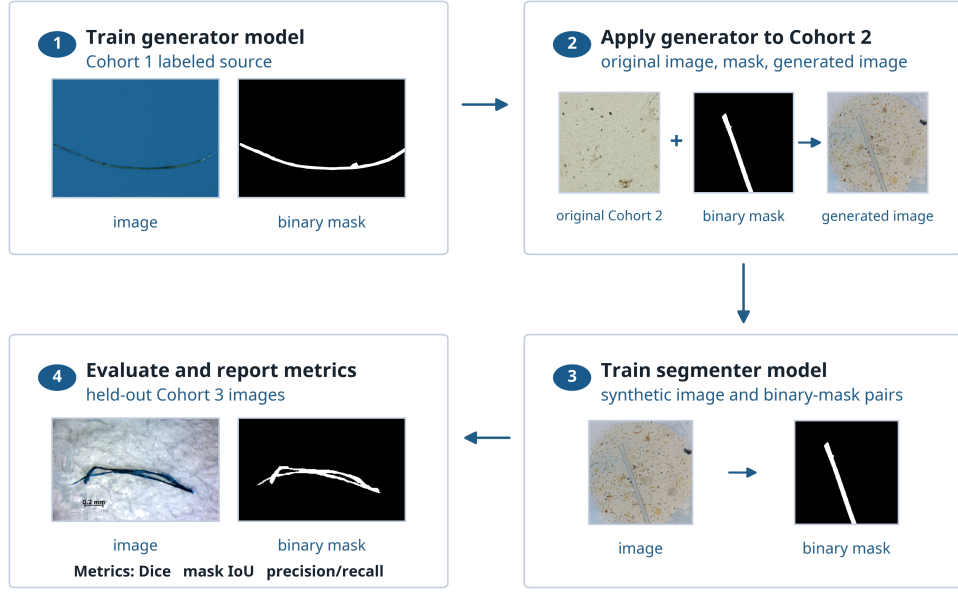 1
Train generator model
Cohort 1 labeled source
image
binary mask
2
Apply generator to Cohort 2
original image, mask, generated image
+
original Cohort 2
binary mask
generated image
3
Train segmenter model
synthetic image and binary-mask pairs
image
binary mask
4
Evaluate and report metrics
held-out Cohort 3 images
0.2 mm
image
binary mask
Metrics: Dice mask IoU precision/recall